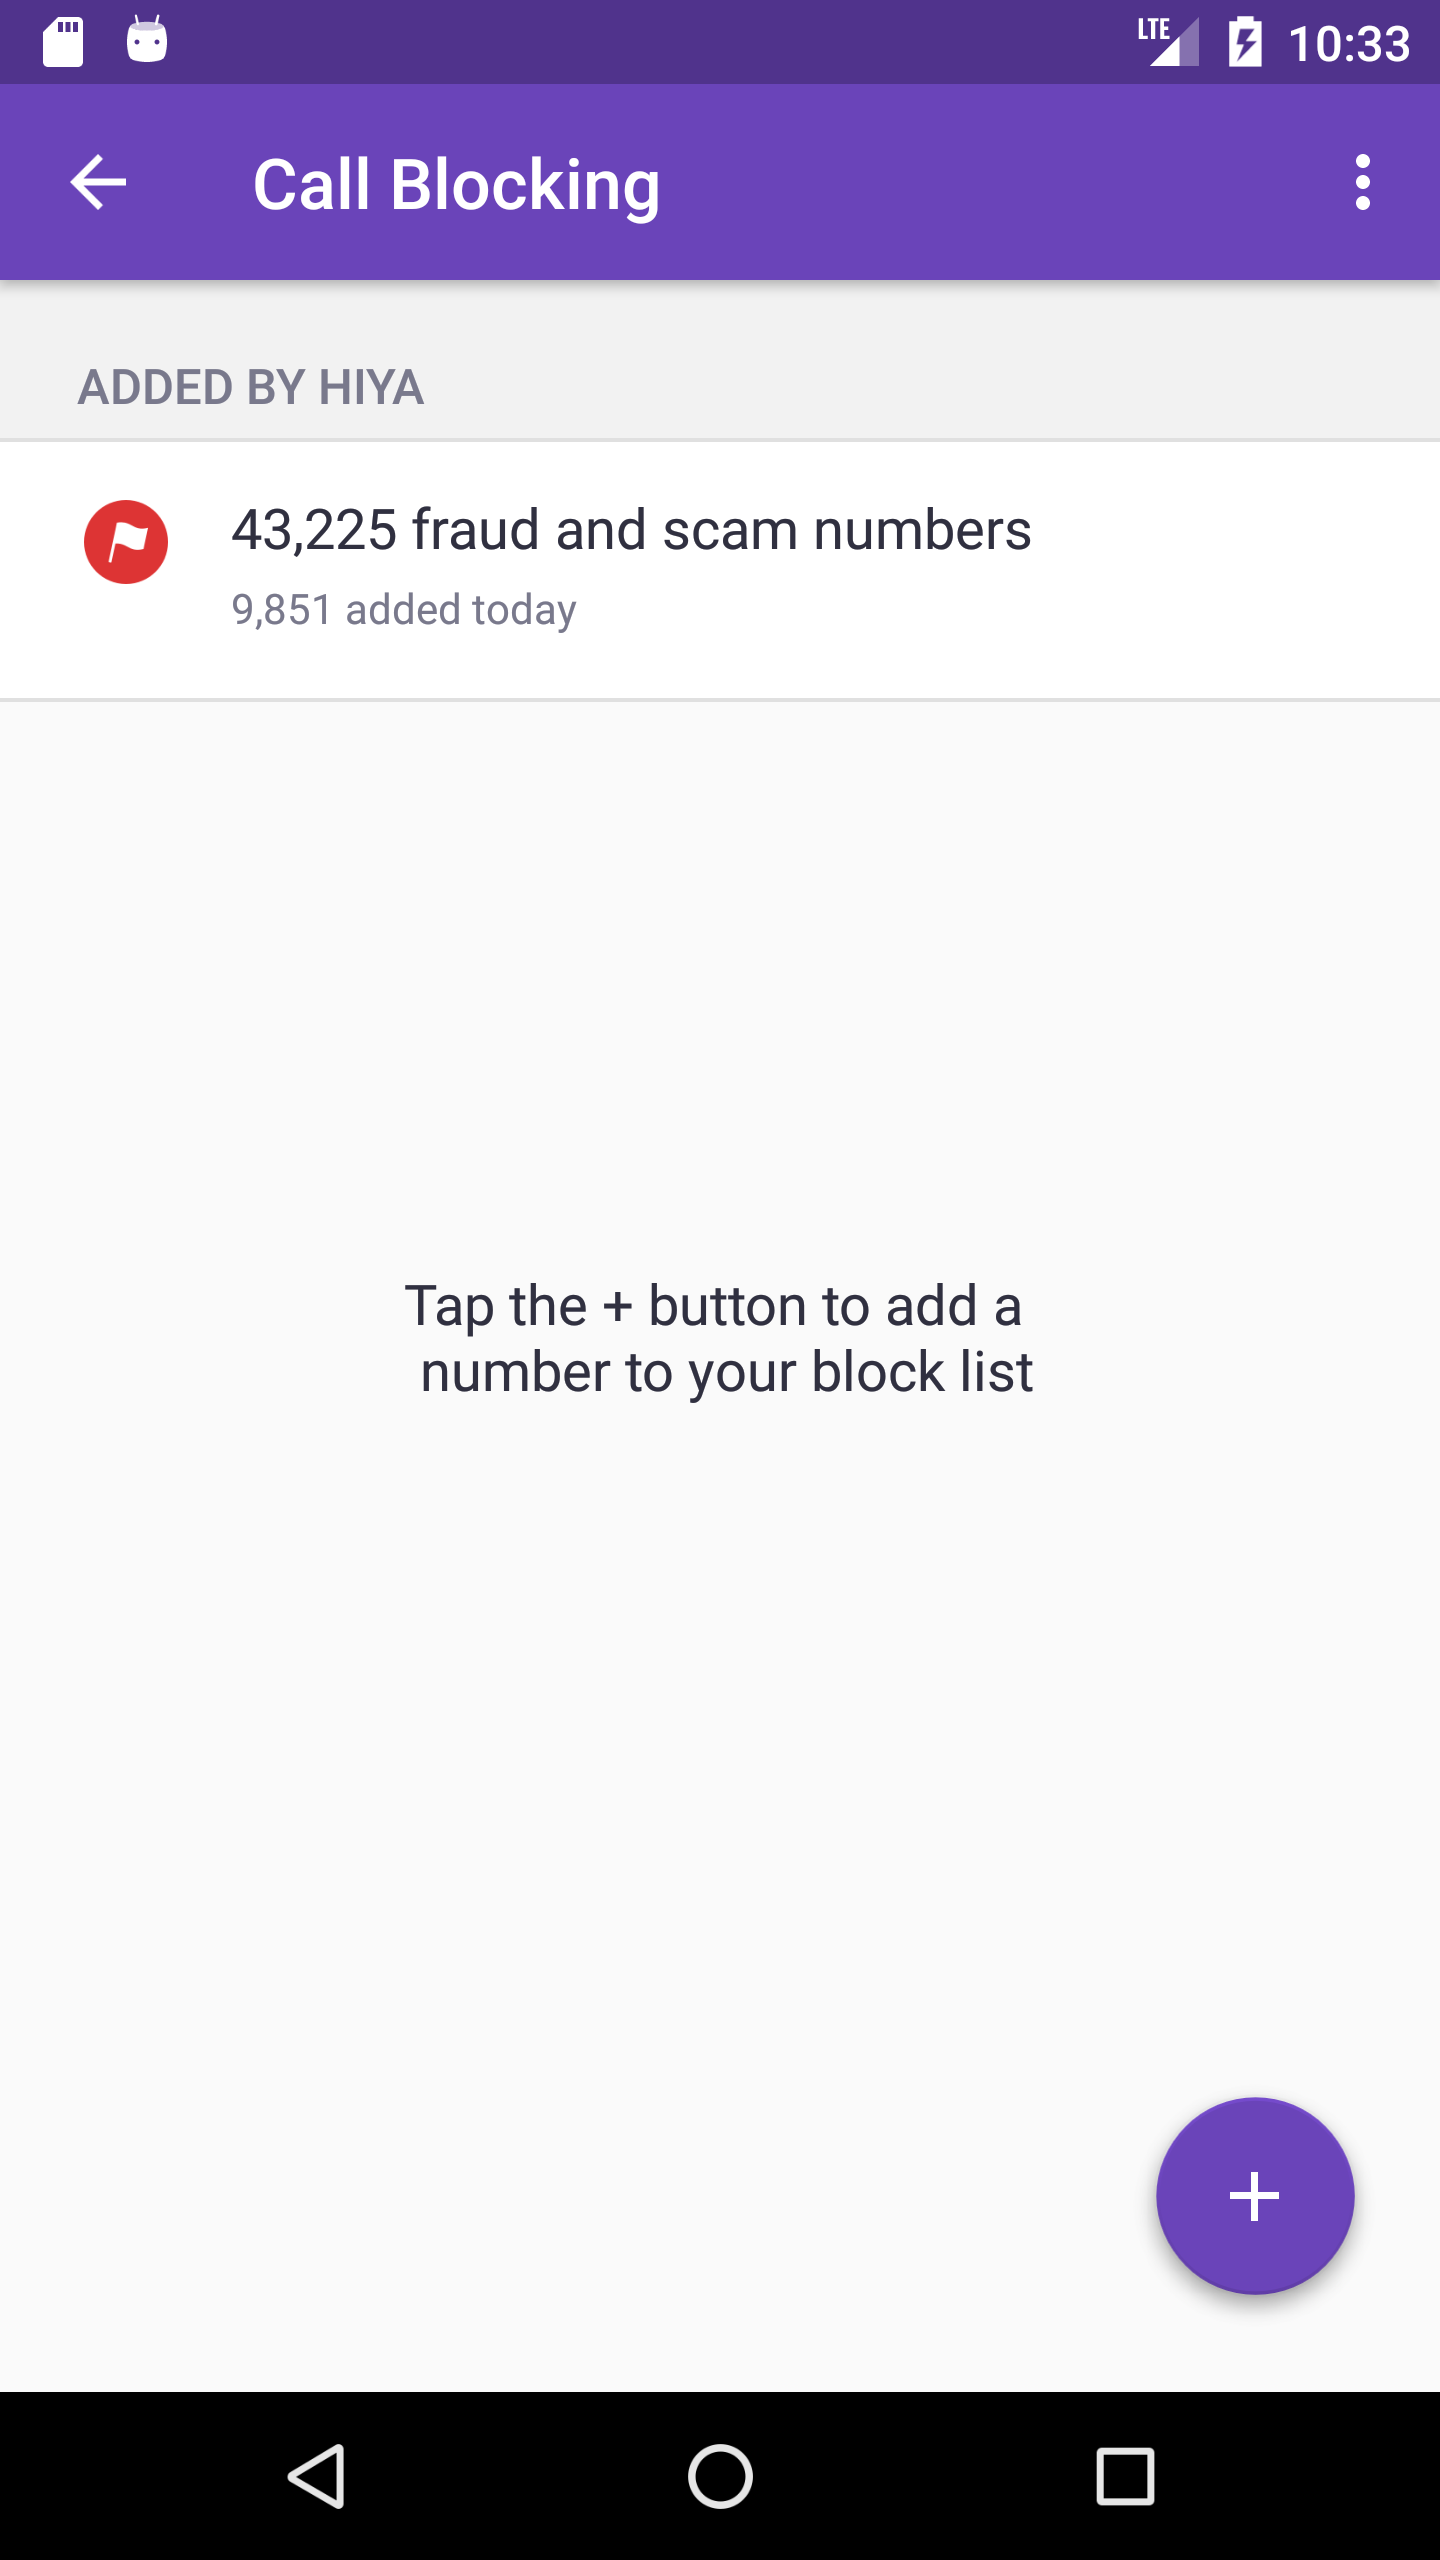 LTE 10:33
Call Blocking
ADDED BY HIYA
43,225 fraud and scam numbers
9,851 added today
Tap the + button to add a
number to your block list